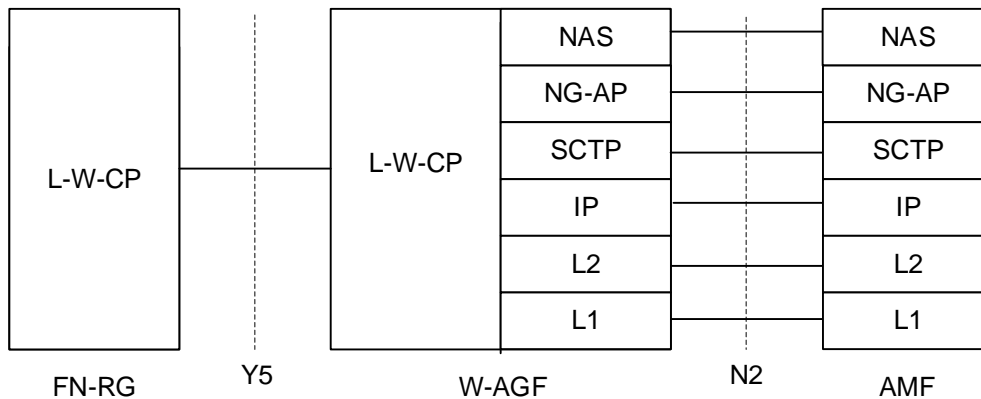 NAS
NAS
NG-AP
NG-AP
SCTP
SCTP
L-W-CP
L-W-CP
IP
IP
L2
L2
L1
L1
FN-RG
Y5
W-AGF
N2
AMF